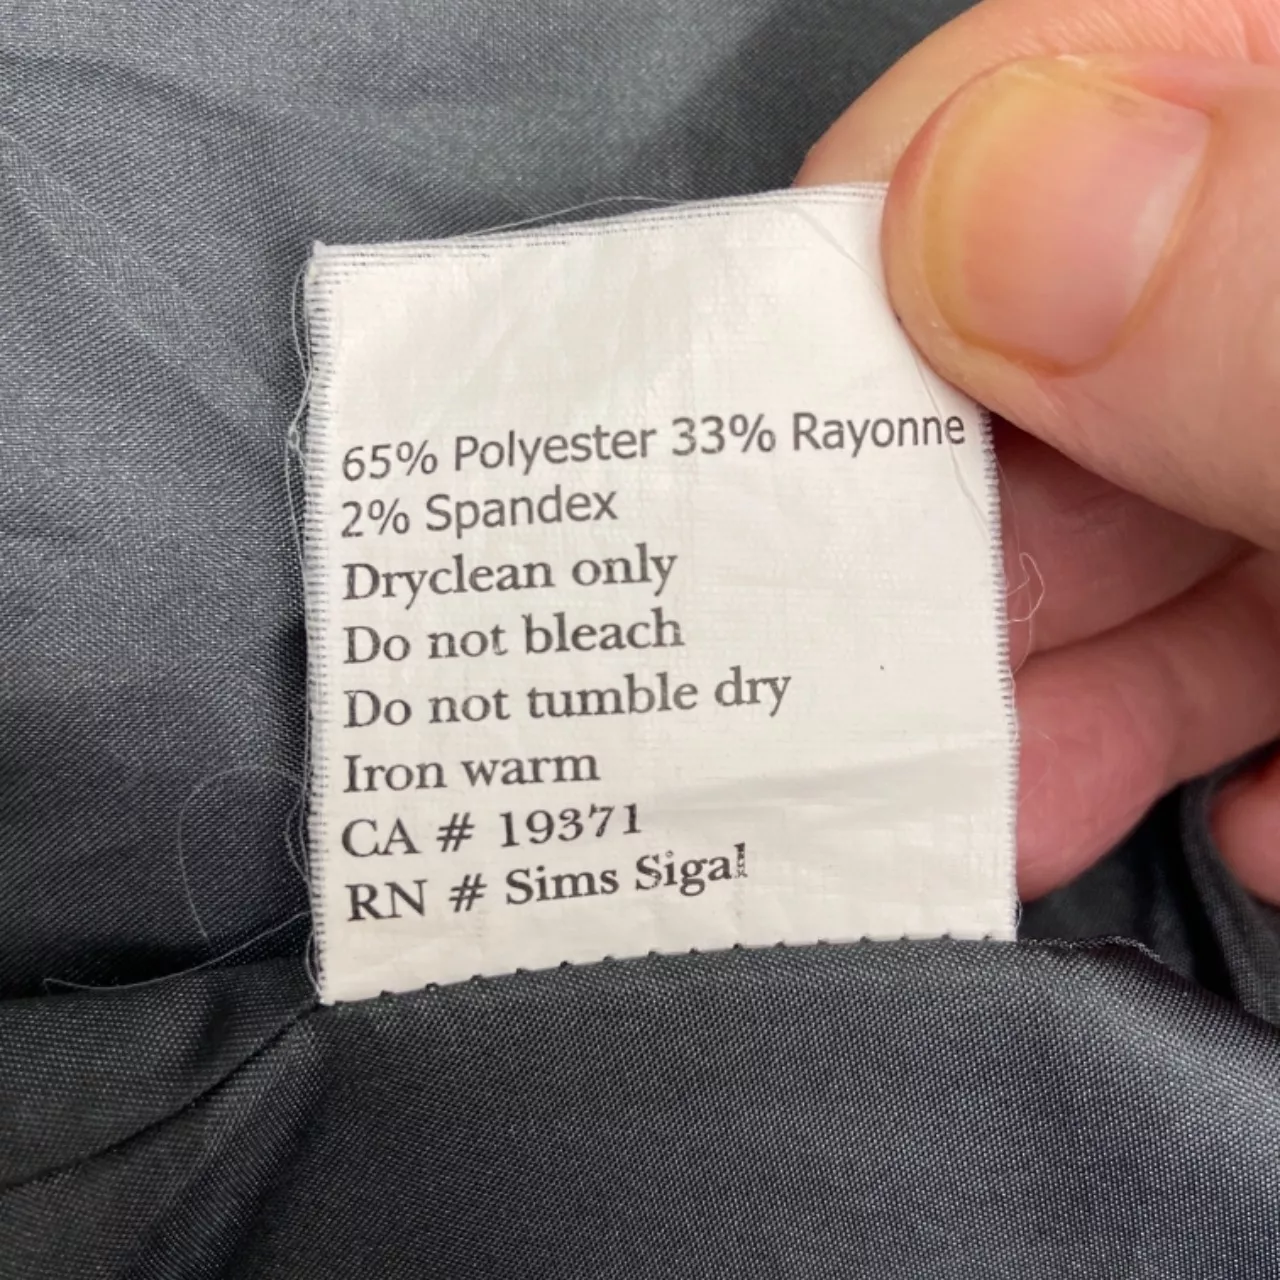 65% Polyester 33% Rayonne
2% Spandex
Dryclean only
Do not bleach
Do not tumble dry
Iron warm
CA # 19371
RN # Sims Sigal